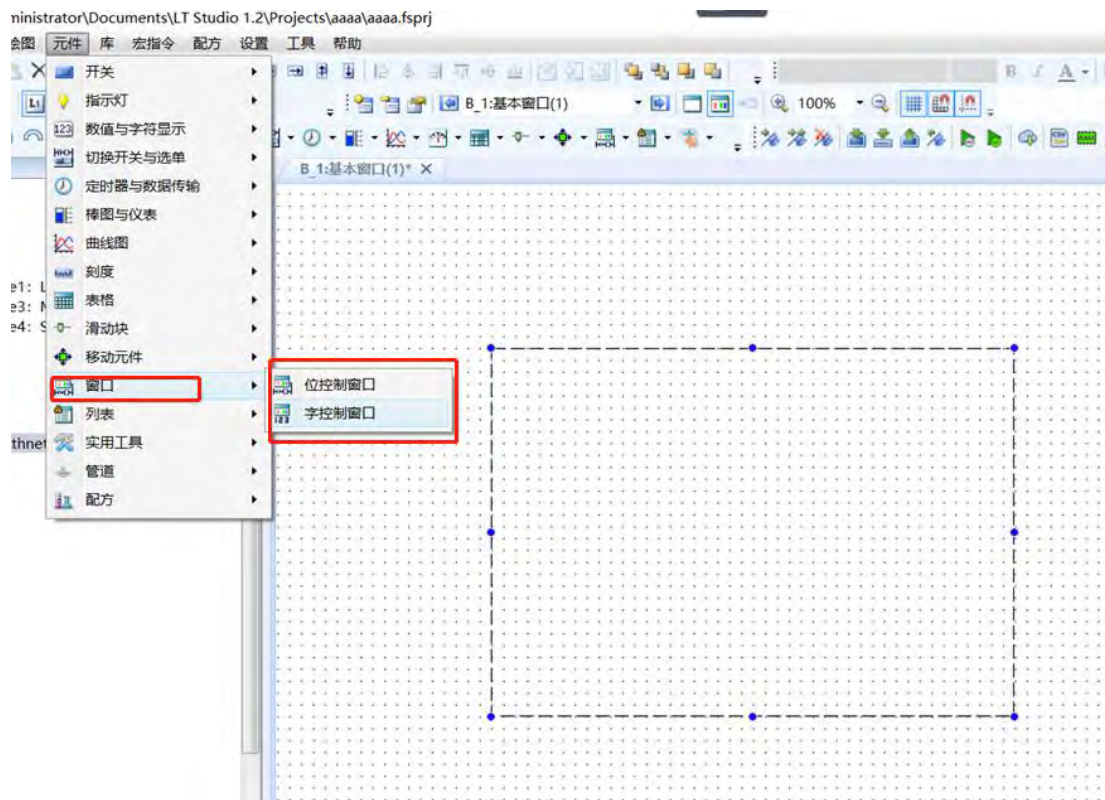 ministrator\Documents\LT Studio 1.2\Projects\aaaa\aaaa.fsprj
绘图 元件 库 宏指令 配方 设置 工具 帮助
B I A
B_1:基本窗口(1) 100%
B_1:基本窗口(1)* ×
开关
指示灯
数值与字符显示
切换开关与选单
定时器与数据传输
棒图与仪表
曲线图
刻度
表格
滑动块
移动元件
窗口
列表
实用工具
管道
配方
位控制窗口
字控制窗口
e1: L
e3: N
e4: S
thnet